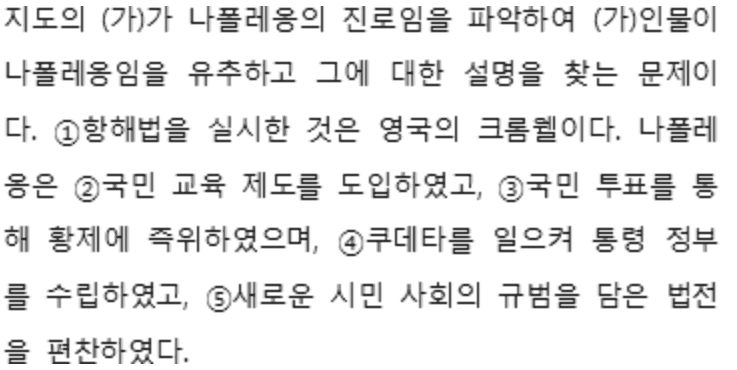 지도의 (가)가 나폴레옹의 진로임을 파악하여 (가)인물이
나폴레옹임을 유추하고 그에 대한 설명을 찾는 문제이
다. ①항해법을 실시한 것은 영국의 크롬웰이다. 나폴레
옹은 ②국민 교육 제도를 도입하였고, ③국민 투표를 통
해 황제에 즉위하였으며, ④쿠데타를 일으켜 통령 정부
를 수립하였고, ⑤새로운 시민 사회의 규범을 담은 법전
을 편찬하였다.